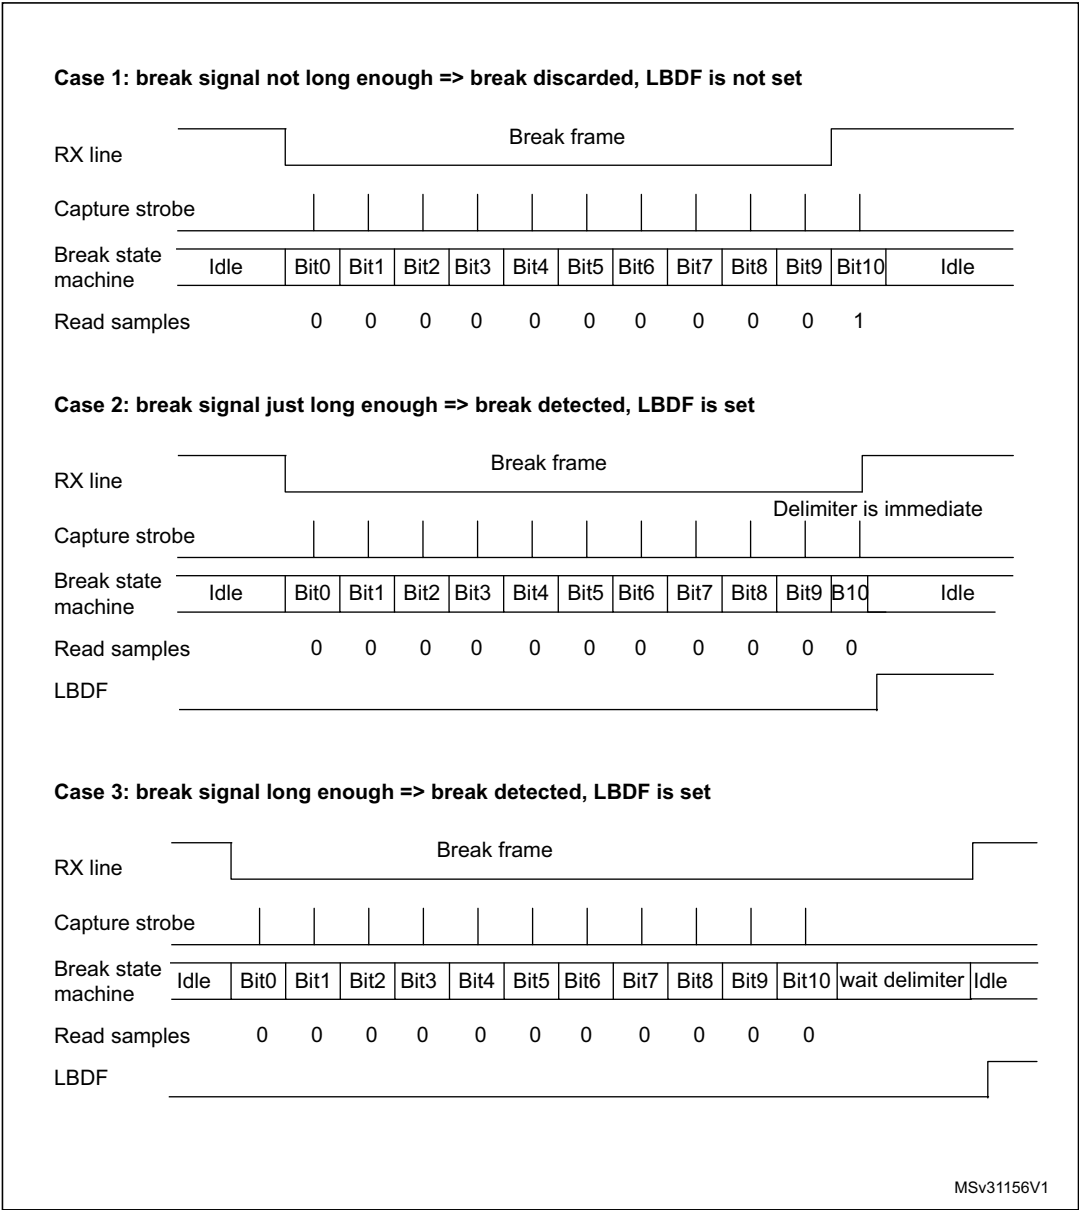 Case 1: break signal not long enough => break discarded, LBDF is not set
Break frame
RX line
Capture strobe
Break state machine
Idle Bit0 Bit1 Bit2 Bit3 Bit4 Bit5 Bit6 Bit7 Bit8 Bit9 Bit10 Idle
Read samples 0 0 0 0 0 0 0 0 0 0 1
Case 2: break signal just long enough => break detected, LBDF is set
Break frame
RX line
Delimiter is immediate
Capture strobe
Break state machine
Idle Bit0 Bit1 Bit2 Bit3 Bit4 Bit5 Bit6 Bit7 Bit8 Bit9 B10 Idle
Read samples 0 0 0 0 0 0 0 0 0 0 0
LBDF
Case 3: break signal long enough => break detected, LBDF is set
Break frame
RX line
Capture strobe
Break state machine
Idle Bit0 Bit1 Bit2 Bit3 Bit4 Bit5 Bit6 Bit7 Bit8 Bit9 Bit10 wait delimiter Idle
Read samples 0 0 0 0 0 0 0 0 0 0 0
LBDF
MSv31156V1